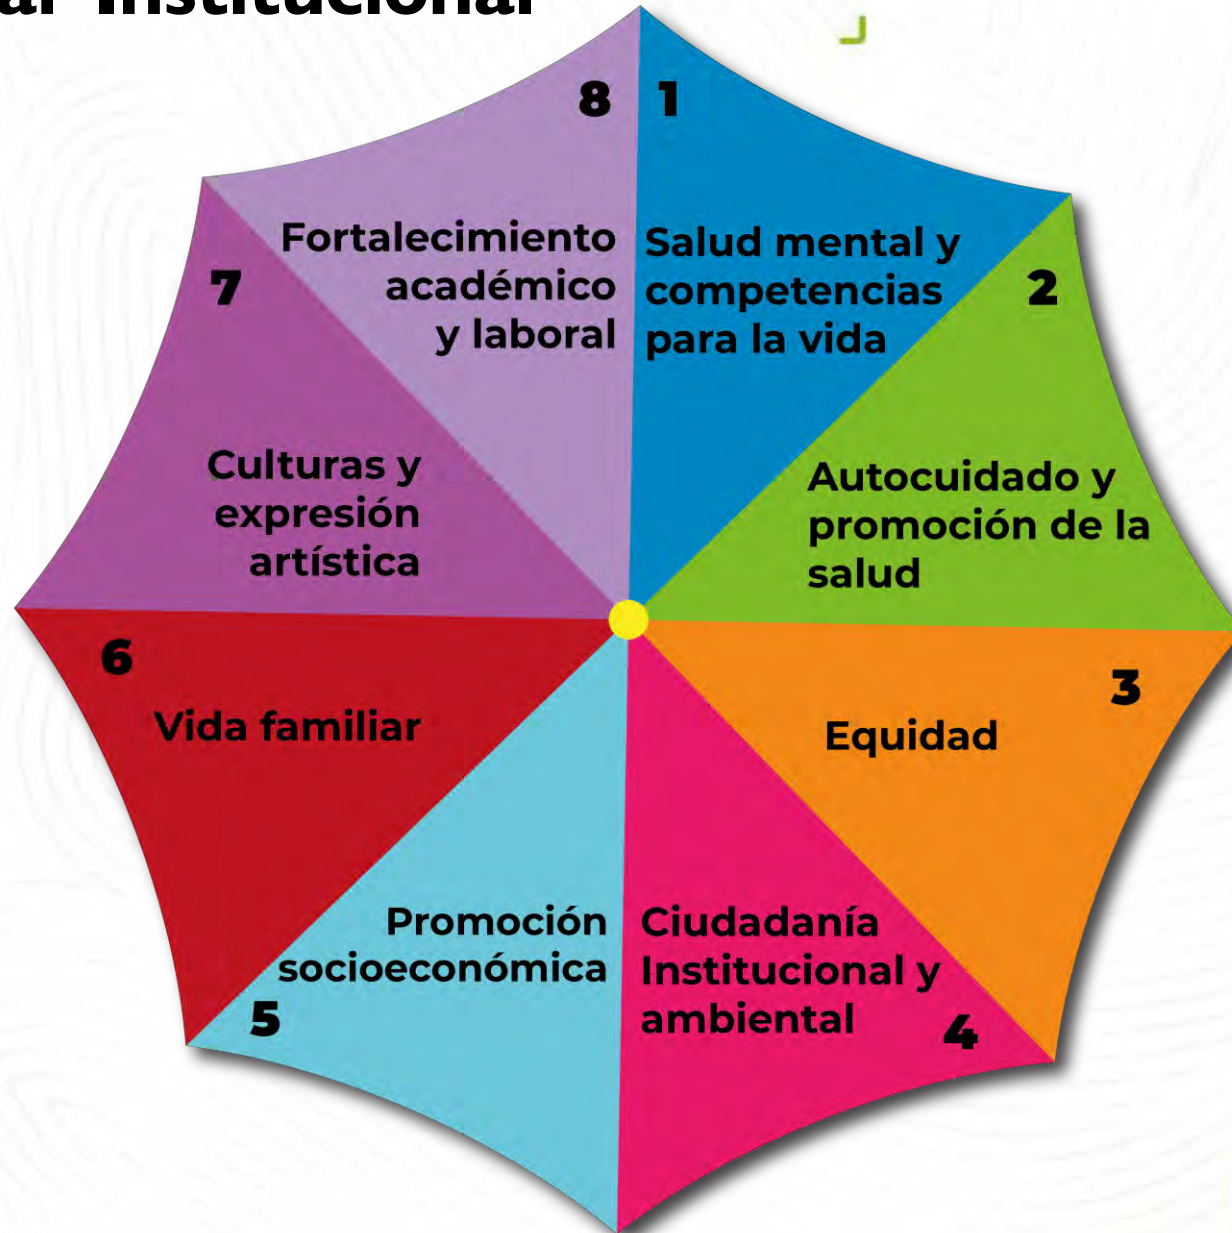 Institucional
8
1
Fortalecimiento
académico
y laboral
Salud mental y
competencias
para la vida
7
2
Culturas y
expresión
artística
Autocuidado y
promoción de la
salud
6
3
Vida familiar
Equidad
Promoción
socioeconómica
5
Ciudadanía
Institucional y
ambiental
4